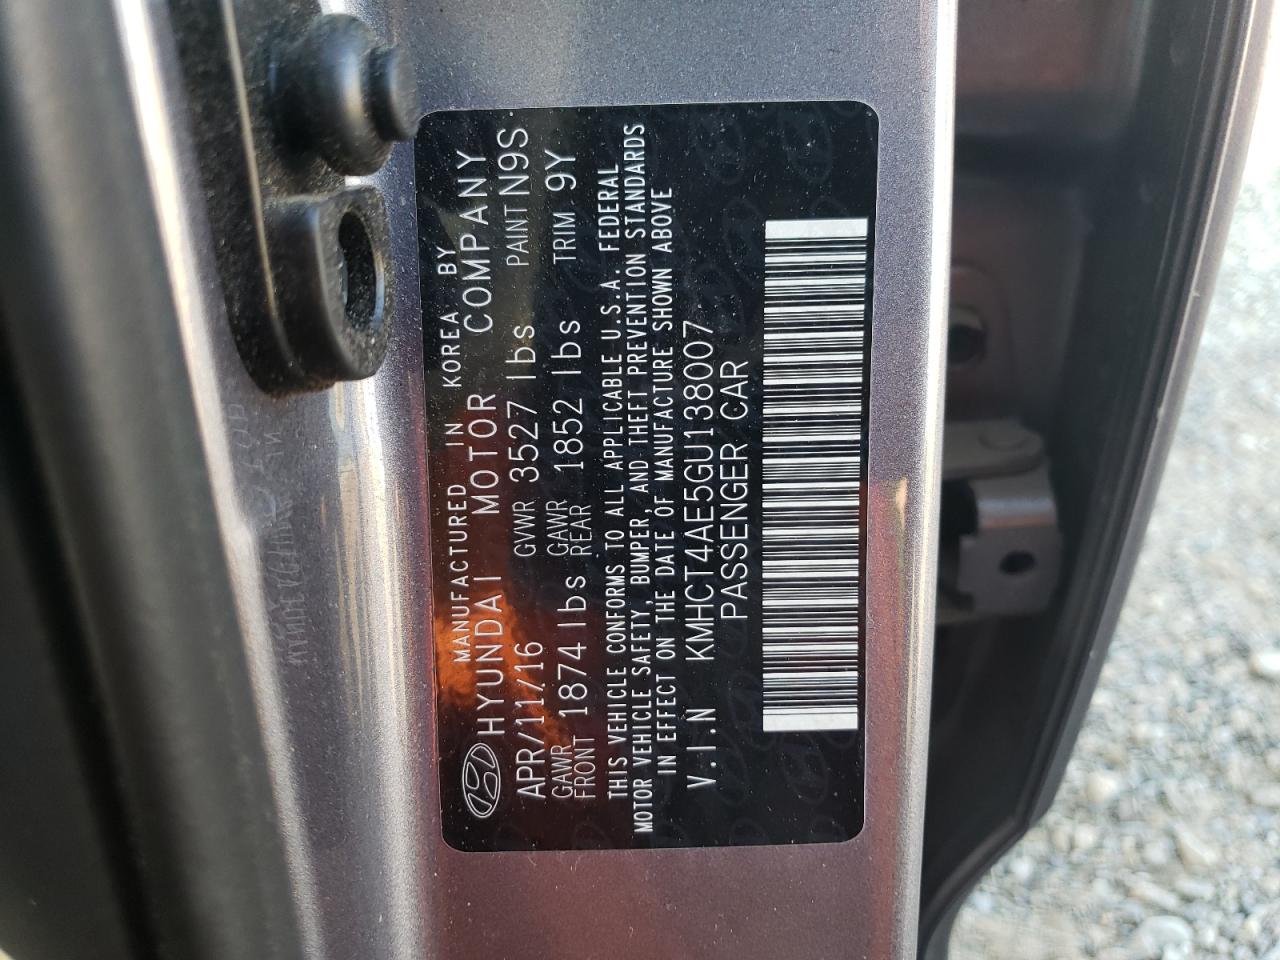 MANUFACTURED IN KOREA BY
HYUNDAI MOTOR COMPANY
APR/11/16 GVWR 3527 lbs PAINT N9S
GAWR FRONT 1874 lbs GAWR REAR 1852 lbs TRIM 9Y
THIS VEHICLE CONFORMS TO ALL APPLICABLE U.S.A. FEDERAL
MOTOR VEHICLE SAFETY, BUMPER, AND THEFT PREVENTION STANDARDS
IN EFFECT ON THE DATE OF MANUFACTURE SHOWN ABOVE
V.I.N KMHCT4AE5GU138007
PASSENGER CAR